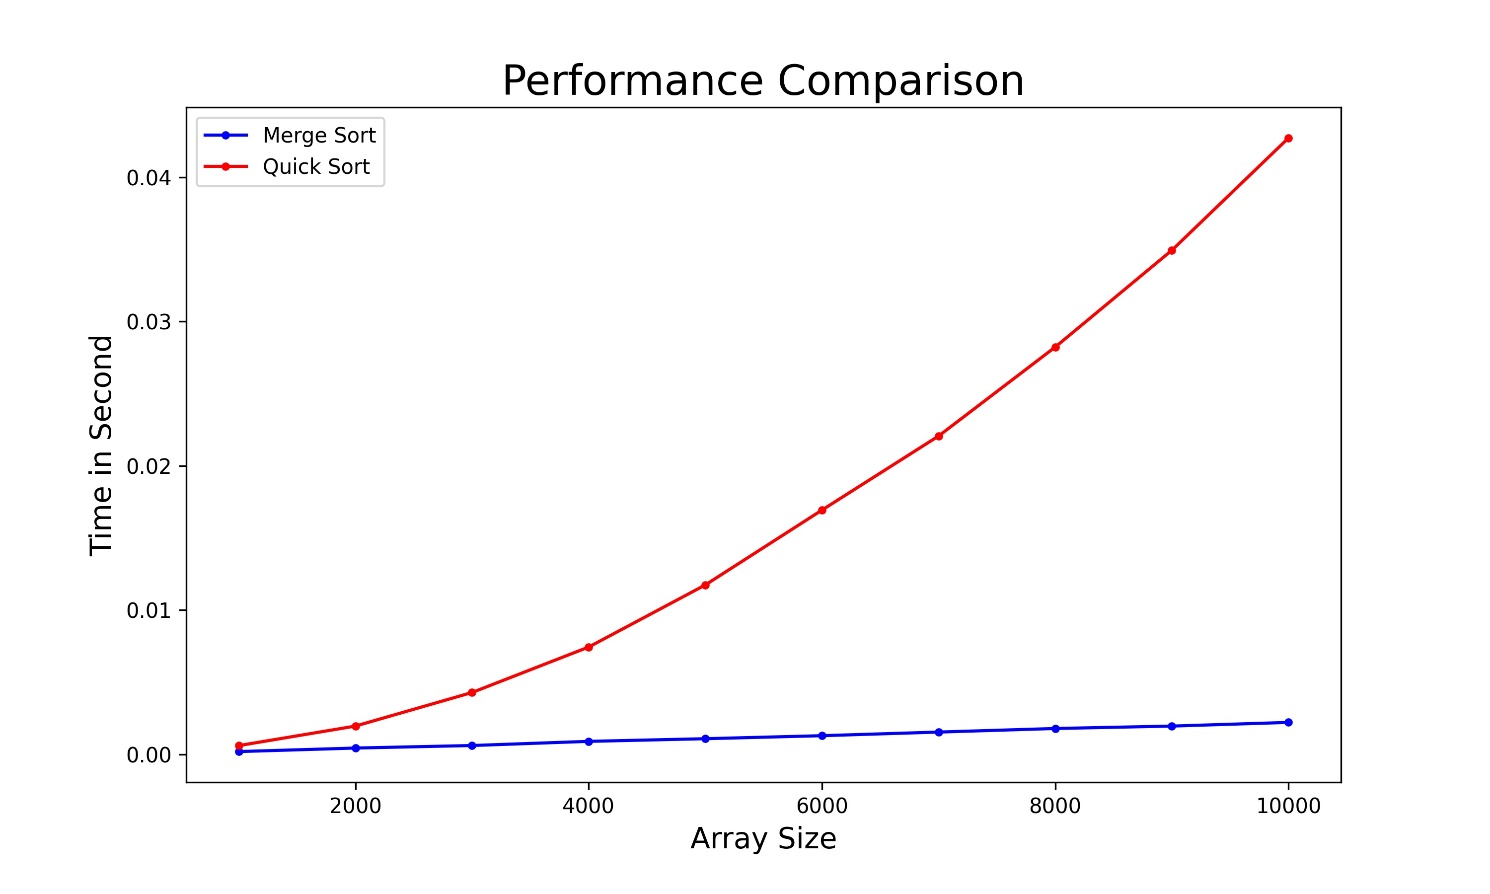 Performance Comparison
Merge Sort
Quick Sort
0.04
0.03
0.02
0.01
0.00
Time in Second
2000 4000 6000 8000 10000
Array Size